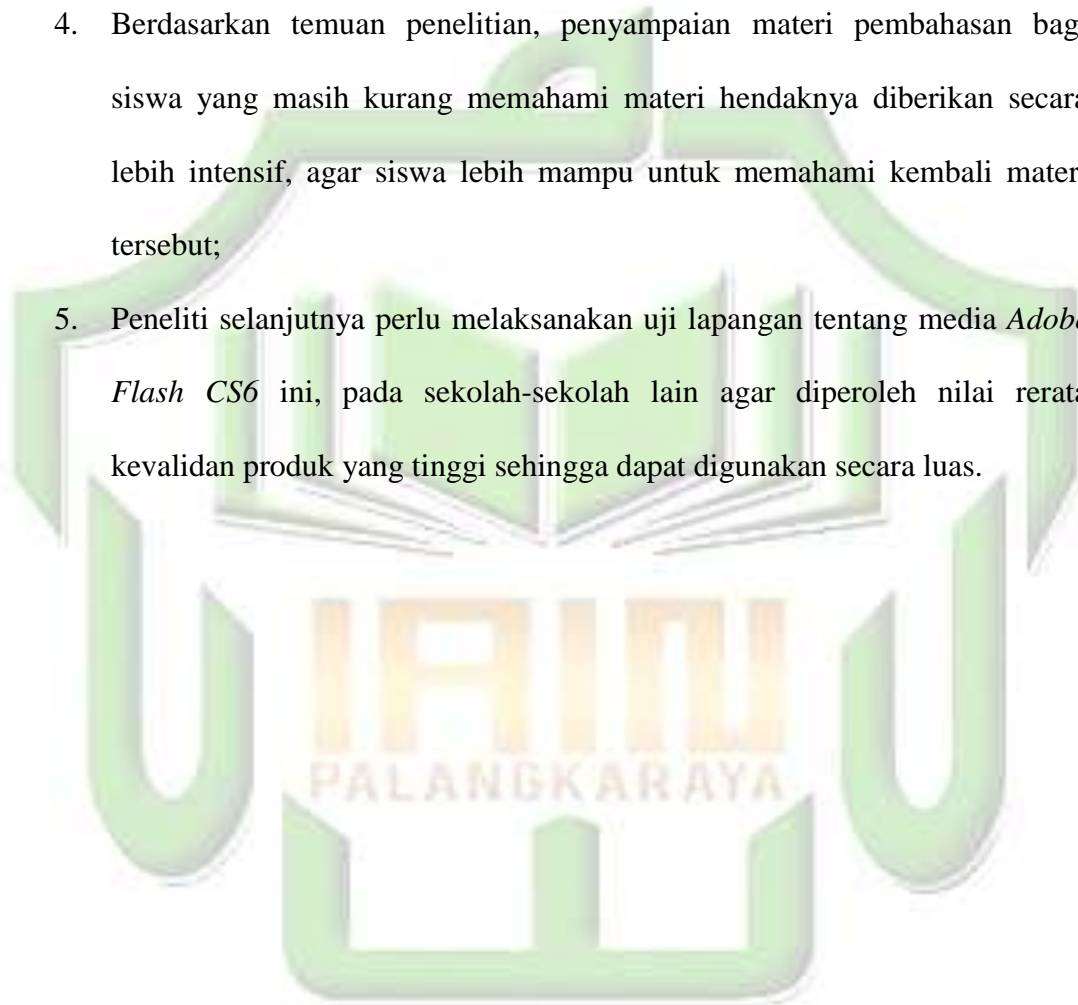 4. Berdasarkan temuan penelitian, penyampaian materi pembahasan bag
siswa yang masih kurang memahami materi hendaknya diberikan secara
lebih intensif, agar siswa lebih mampu untuk memahami kembali mater
tersebut;
5. Peneliti selanjutnya perlu melaksanakan uji lapangan tentang media Adobe
Flash CS6 ini, pada sekolah-sekolah lain agar diperoleh nilai rerata
kevalidan produk yang tinggi sehingga dapat digunakan secara luas.
IAIN
PALANGKARAYA